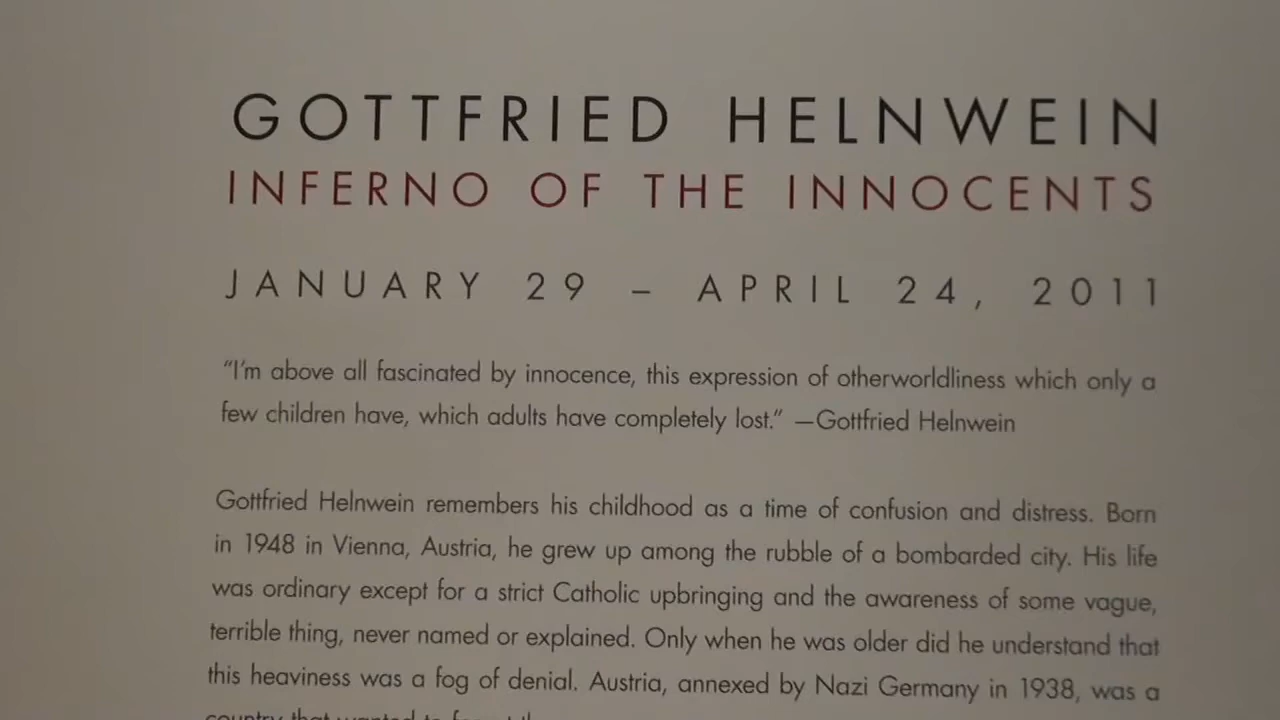 GOTTFRIED HELNWEIN
INFERNO OF THE INNOCENTS
JANUARY 29 – APRIL 24, 2011
“I’m above all fascinated by innocence, this expression of otherworldliness which only a
few children have, which adults have completely lost.” —Gottfried Helnwein
Gottfried Helnwein remembers his childhood as a time of confusion and distress. Born
in 1948 in Vienna, Austria, he grew up among the rubble of a bombarded city. His life
was ordinary except for a strict Catholic upbringing and the awareness of some vague,
terrible thing, never named or explained. Only when he was older did he understand that
this heaviness was a fog of denial. Austria, annexed by Nazi Germany in 1938, was a
country that wanted to